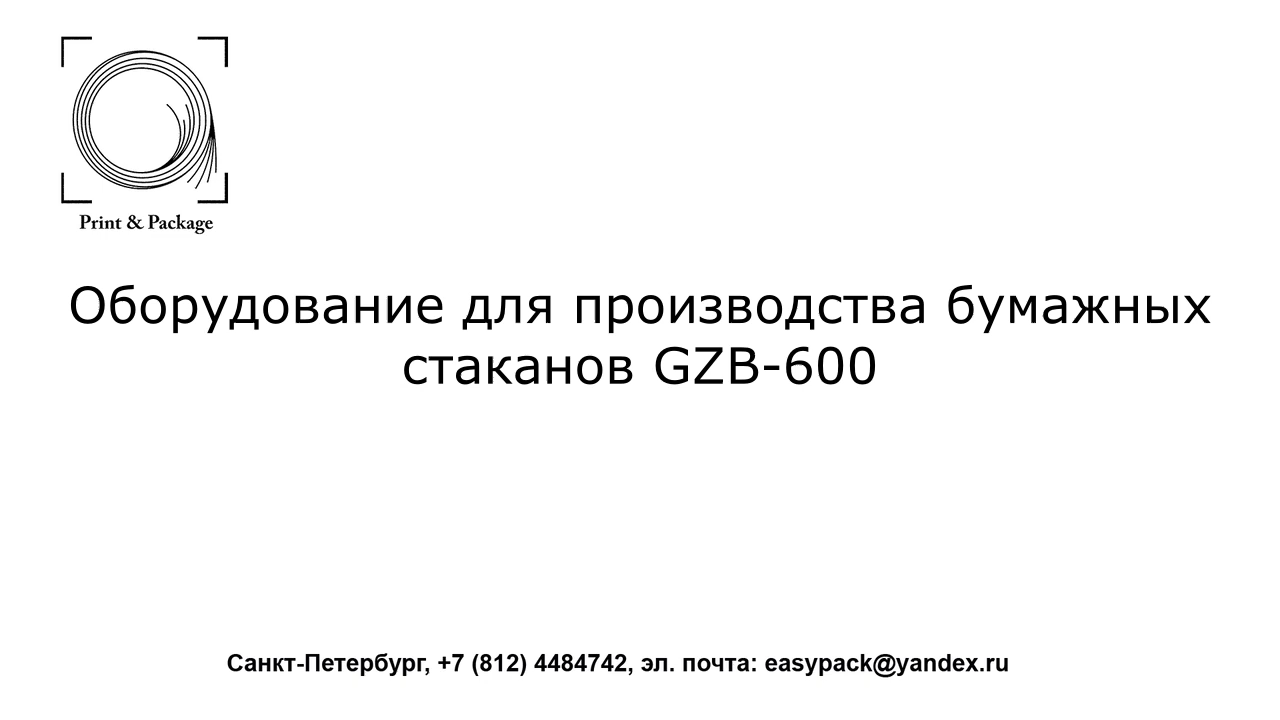 Print & Package
Оборудование для производства бумажных
стаканов GZB-600
Санкт-Петербург, +7 (812) 4484742, эл. почта: easypack@yandex.ru